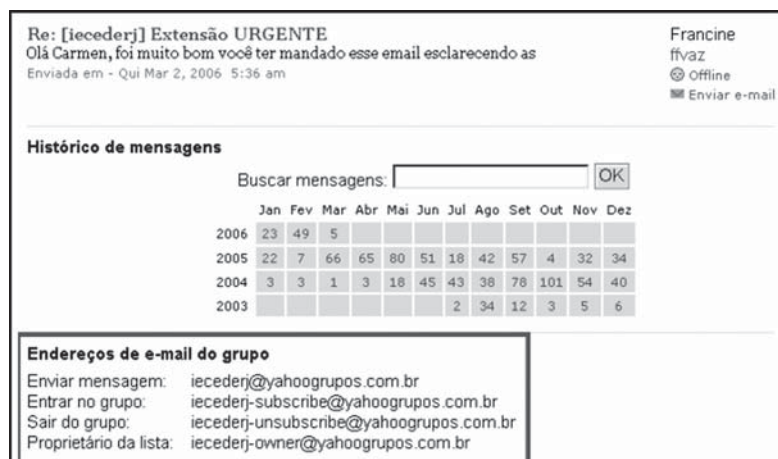 Re: [iecederj] Extensão URGENTE
Olá Carmen, foi muito bom você ter mandado esse email esclarecendo as
Enviada em - Qui Mar 2, 2006 5:36 am
Francine
ffvaz
Offline
Enviar e-mail
Histórico de mensagens
Buscar mensagens: OK
Jan Fev Mar Abr Mai Jun Jul Ago Set Out Nov Dez
2006 23 49 5
2005 22 7 66 65 80 51 18 42 57 4 32 34
2004 3 3 1 3 18 45 43 38 78 101 54 40
2003 2 34 12 3 5 6
Endereços de e-mail do grupo
Enviar mensagem: iecederj@yahoogrupos.com.br
Entrar no grupo: iecederj-subscribe@yahoogrupos.com.br
Sair do grupo: iecederj-unsubscribe@yahoogrupos.com.br
Proprietário da lista: iecederj-owner@yahoogrupos.com.br